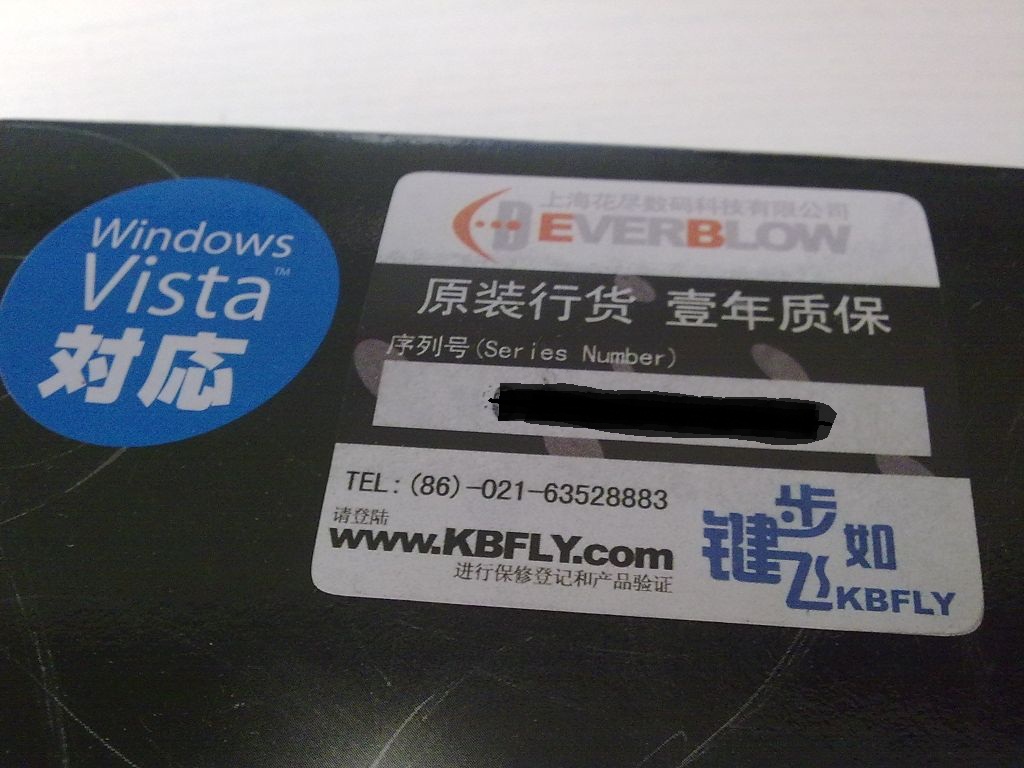 Windows
Vista™
対応
上海花尽数码科技有限公司
EVERBLOW
原装行货 壹年质保
序列号(Series Number)
TEL:(86)-021-63528883
请登陆
www.KBFLY.com
进行保修登记和产品验证
键步如飞
KBFLY